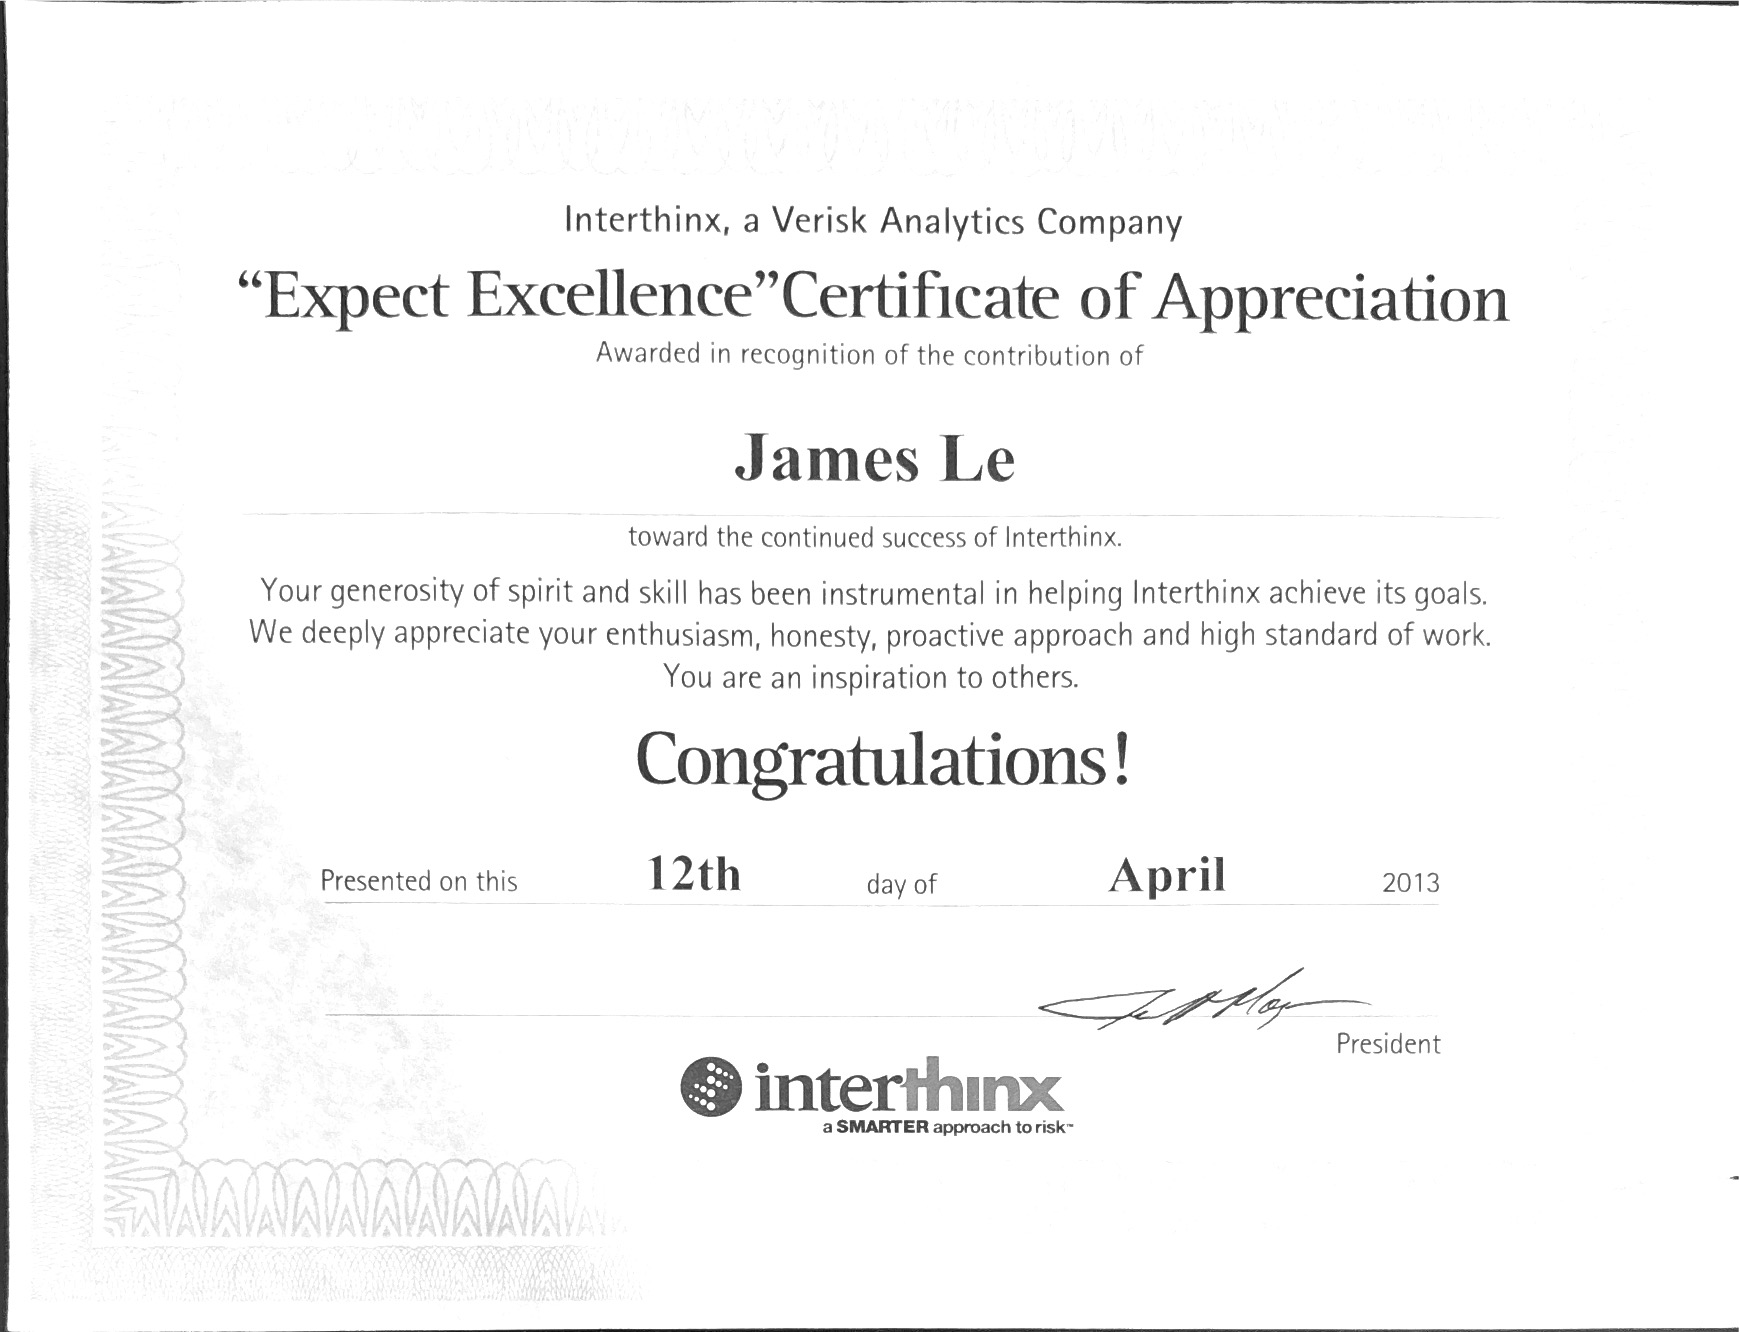 Interthinx, a Verisk Analytics Company
“Expect Excellence”Certificate of Appreciation
Awarded in recognition of the contribution of
James Le
toward the continued success of Interthinx.
Your generosity of spirit and skill has been instrumental in helping Interthinx achieve its goals.
We deeply appreciate your enthusiasm, honesty, proactive approach and high standard of work.
You are an inspiration to others.
Congratulations!
Presented on this 12th day of April 2013
President
interthinx
a SMARTER approach to risk™